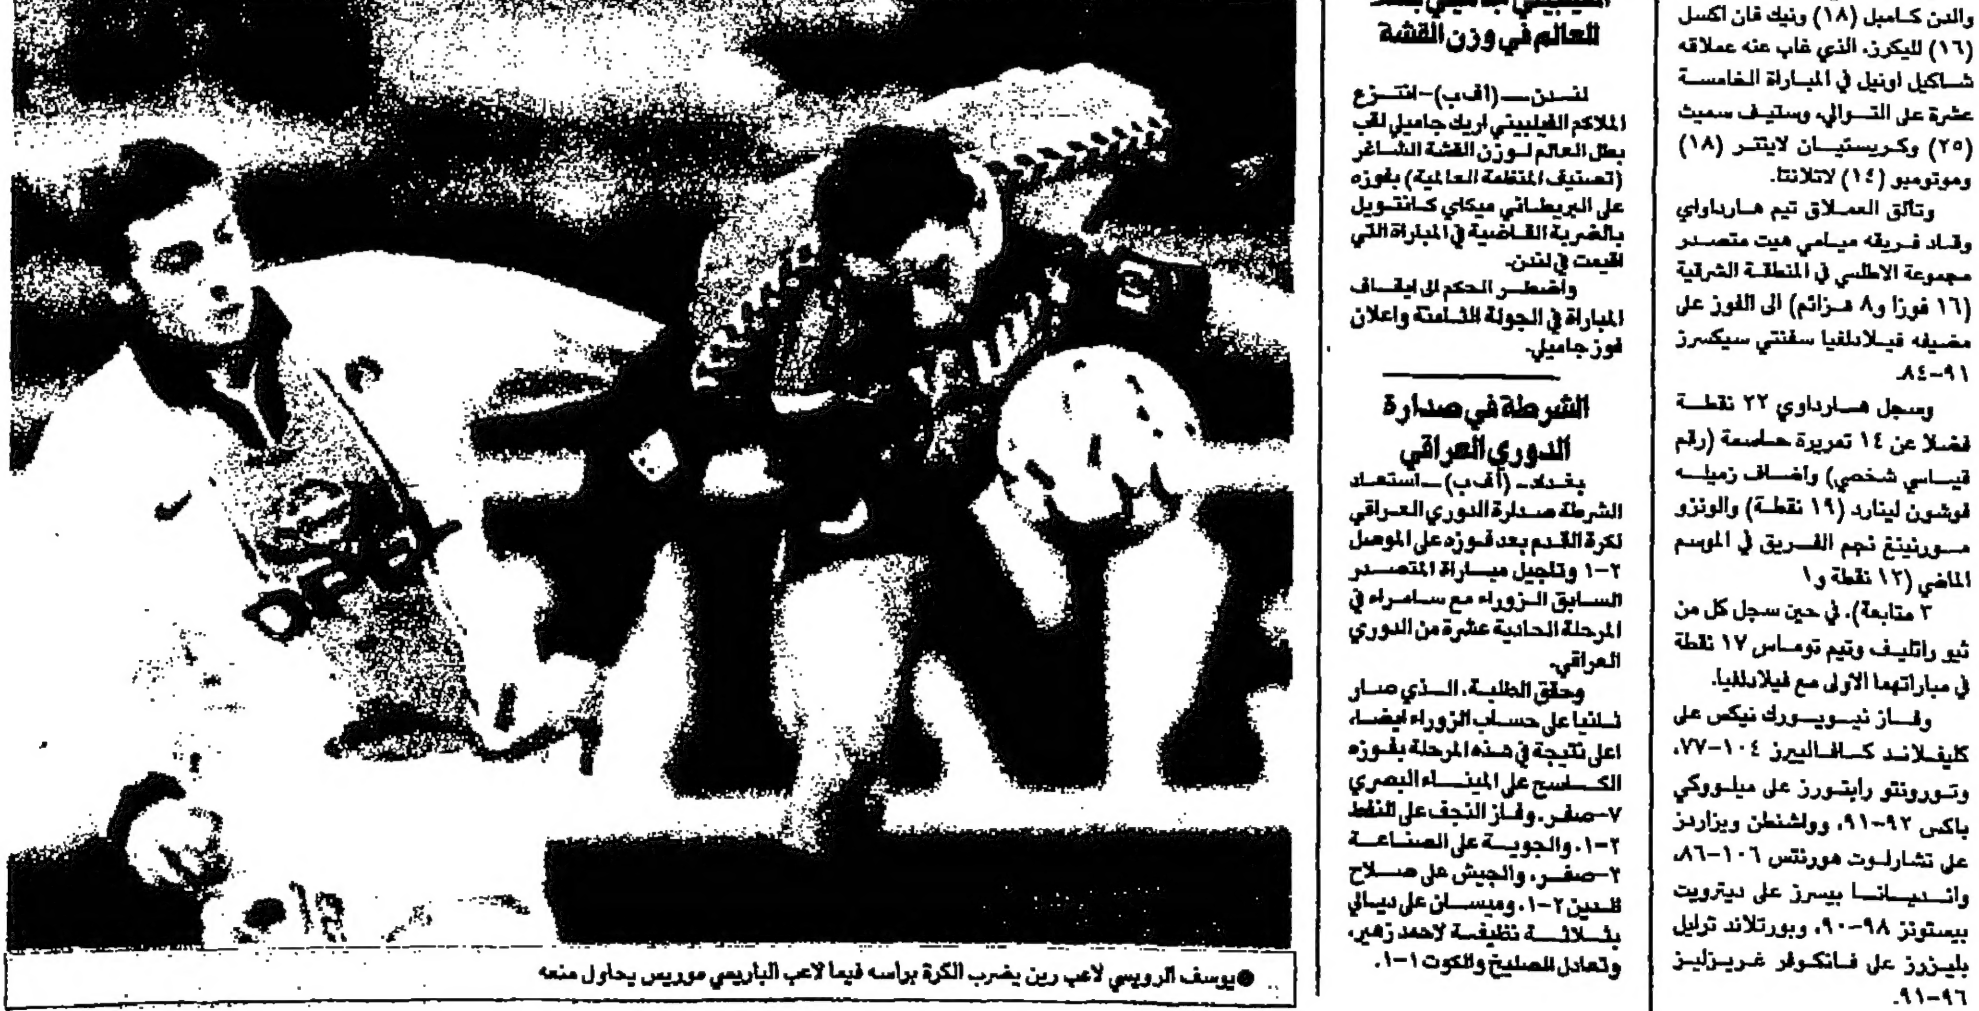 والدن كامبل (١٨) ونيك فان اكسل
(١٦) لليكرز، الذي غاب عنه عملاقه
شاكيل اونيل في المباراة الخامسة
عشرة على التوالي، وستيف سميث
(٢٥) وكريستيان لايتنر (١٨)
وموتومبو (١٤) لاتلانتا.
وتألق العملاق تيم هارداواي
وقاد فريقه ميامي هيت متصدر
مجموعة الاطلسي في المنطقة الشرقية
(١٦ فوزا و٨ هزائم) الى الفوز على
مضيفه فيلادلفيا سفنتي سيكسرز
٩١-٨٤.
وسجل هارداوي ٢٢ نقطة
فضلا عن ١٤ تمريرة حاسمة (رقم
قياسي شخصي) واضاف زميله
فوشون لينارد (١٩ نقطة) والونزو
مورنينغ نجم الفريق في الموسم
الماضي (١٢ نقطة و١
٣ متابعة). في حين سجل كل من
ثيو راتليف وتيم توماس ١٧ نقطة
في مباراتهما الاولى مع فيلادلفيا.
وفاز نيويورك نيكس على
كليفلاند كافالييرز ١٠٤-٧٧،
وتورونتو رابتورز على ميلووكي
باكس ٩٢-٩١، وواشنطن ويزاردز
على تشارلوت هورنتس ١٠٦-٨٦،
وانديانا بيسرز على ديترويت
بيستونز ٩٨-٩٠، وبورتلاند ترايل
بليزرز على فانكوفر غريزليز
٩٦-٩١.
للعالم في وزن القشة
لندن — (أ ف ب) - انتزع
الملاكم الفيليبيني اريك جاميلي لقب
بطل العالم لوزن القشة الشاغر
(تصنيف المنظمة العالمية) بفوزه
على البريطاني ميكاي كانتويل
بالضربة القاضية في المباراة التي
اقيمت في لندن.
واضطر الحكم الى ايقاف
المباراة في الجولة الثامنة واعلان
فوز جاميلي.
الشرطة في صدارة
الدوري العراقي
بغداد - (أ ف ب) - استعاد
الشرطة صدارة الدوري العراقي
لكرة القدم بعد فوزه على الموصل
٢-١ وتاجيل مباراة المتصدر
السابق الزوراء مع سامراء في
المرحلة الحادية عشرة من الدوري
العراقي.
وحقق الطلبة، الذي صار
ثانيا على حساب الزوراء ايضا،
اعلى نتيجة في هذه المرحلة بفوزه
الكاسح على الميناء البصري
٧-صفر. وفاز النجف على النفط
٢-١، والجوية على الصناعة
٢-صفر، والجيش على صلاح
الدين ٢-١، وميسان على ديالي
بثلاثة نظيفة لاحمد زهير،
وتعادل الصليخ والكوت ١-١.
OPEL
●يوسف الرويسي لاعب رين يضرب الكرة براسه فيما لاعب الباريسي موريس يحاول منعه